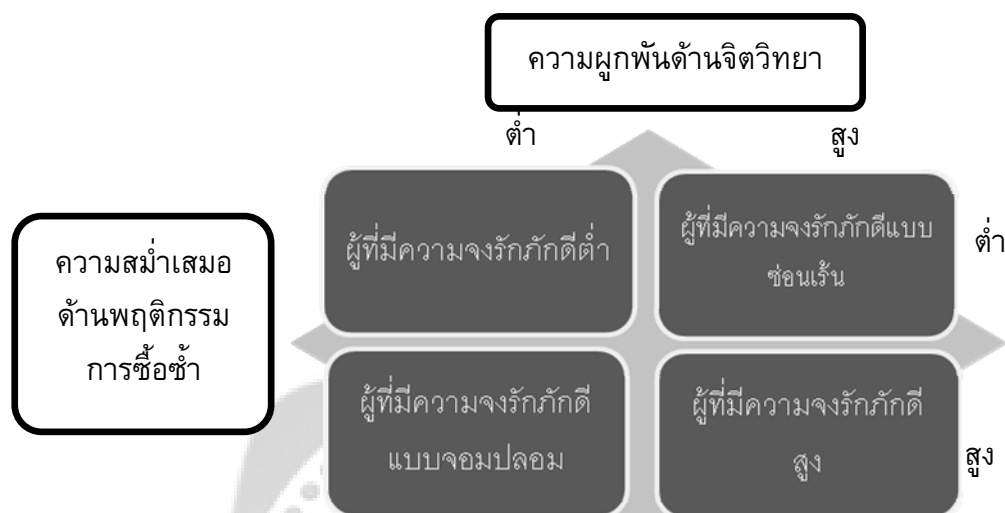 ความผูกพันด้านจิตวิทยา
ต่ำ สูง
ผู้ที่มีความจงรักภักดีต่ำ
ผู้ที่มีความจงรักภักดีแบบ
ซ่อนเร้น
ต่ำ
ความสม่ำเสมอ
ด้านพฤติกรรม
การซื้อซ้ำ
ผู้ที่มีความจงรักภักดี
แบบจอมปลอม
ผู้ที่มีความจงรักภักดี
สูง
สูง